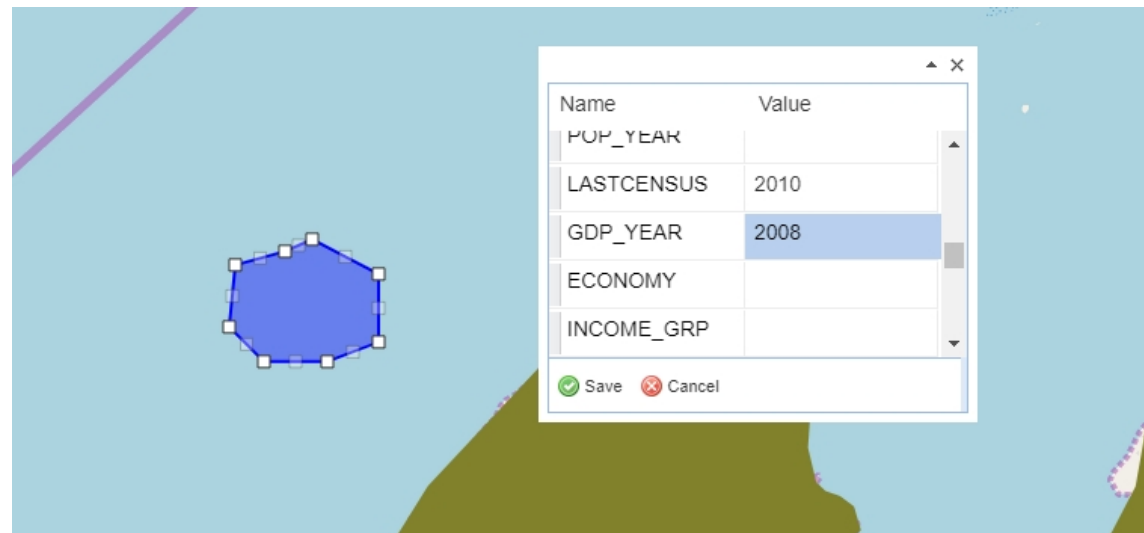 Name Value
POP_YEAR
LASTCENSUS 2010
GDP_YEAR 2008
ECONOMY
INCOME_GRP
Save Cancel